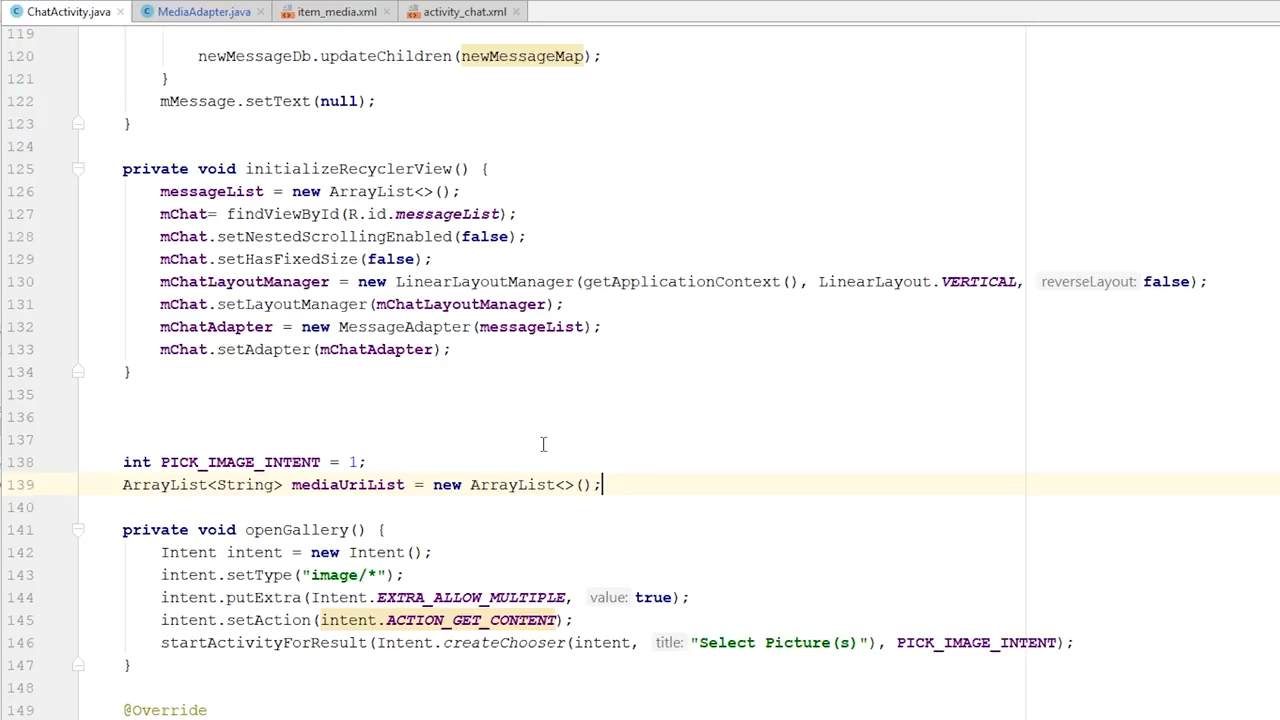 ChatActivity.java × MediaAdapter.java × item_media.xml × activity_chat.xml ×
119
120 newMessageDb.updateChildren(newMessageMap);
121 }
122 mMessage.setText(null);
123 }
124
125 private void initializeRecyclerView() {
126 messageList = new ArrayList<>();
127 mChat= findViewById(R.id.messageList);
128 mChat.setNestedScrollingEnabled(false);
129 mChat.setHasFixedSize(false);
130 mChatLayoutManager = new LinearLayoutManager(getApplicationContext(), LinearLayout.VERTICAL, reverseLayout: false);
131 mChat.setLayoutManager(mChatLayoutManager);
132 mChatAdapter = new MessageAdapter(messageList);
133 mChat.setAdapter(mChatAdapter);
134 }
135
136
137
138 int PICK_IMAGE_INTENT = 1;
139 ArrayList<String> mediaUriList = new ArrayList<>();
140
141 private void openGallery() {
142 Intent intent = new Intent();
143 intent.setType("image/*");
144 intent.putExtra(Intent.EXTRA_ALLOW_MULTIPLE, value: true);
145 intent.setAction(intent.ACTION_GET_CONTENT);
146 startActivityForResult(Intent.createChooser(intent, title: "Select Picture(s)"), PICK_IMAGE_INTENT);
147 }
148
149 @Override